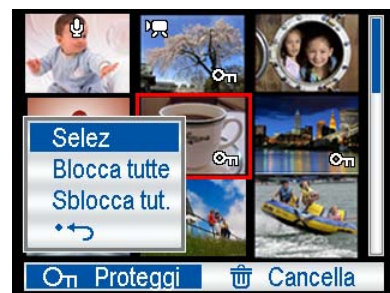 Selez
Blocca tutte
Sblocca tut.
Proteggi
Cancella